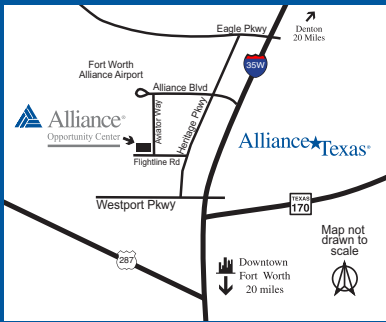 Eagle Pkwy
Denton
20 Miles
35W
Fort Worth
Alliance Airport
Alliance Blvd
Aviator Way
Heritage Pkwy
Alliance®
Opportunity Center
Flightline Rd
Alliance★Texas®
Westport Pkwy
TEXAS
170
Map not
drawn to
scale
287
Downtown
Fort Worth
20 miles